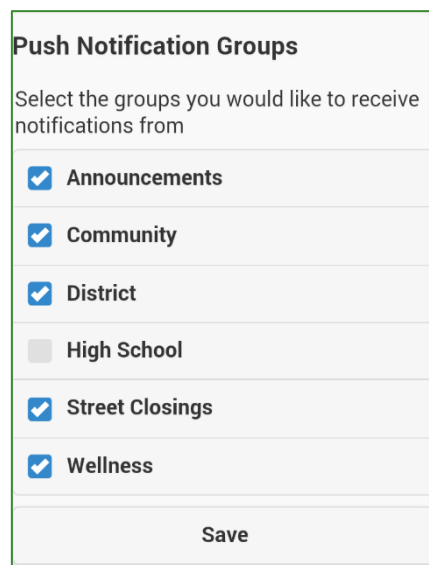 Push Notification Groups
Select the groups you would like to receive
notifications from
Announcements
Community
District
High School
Street Closings
Wellness
Save